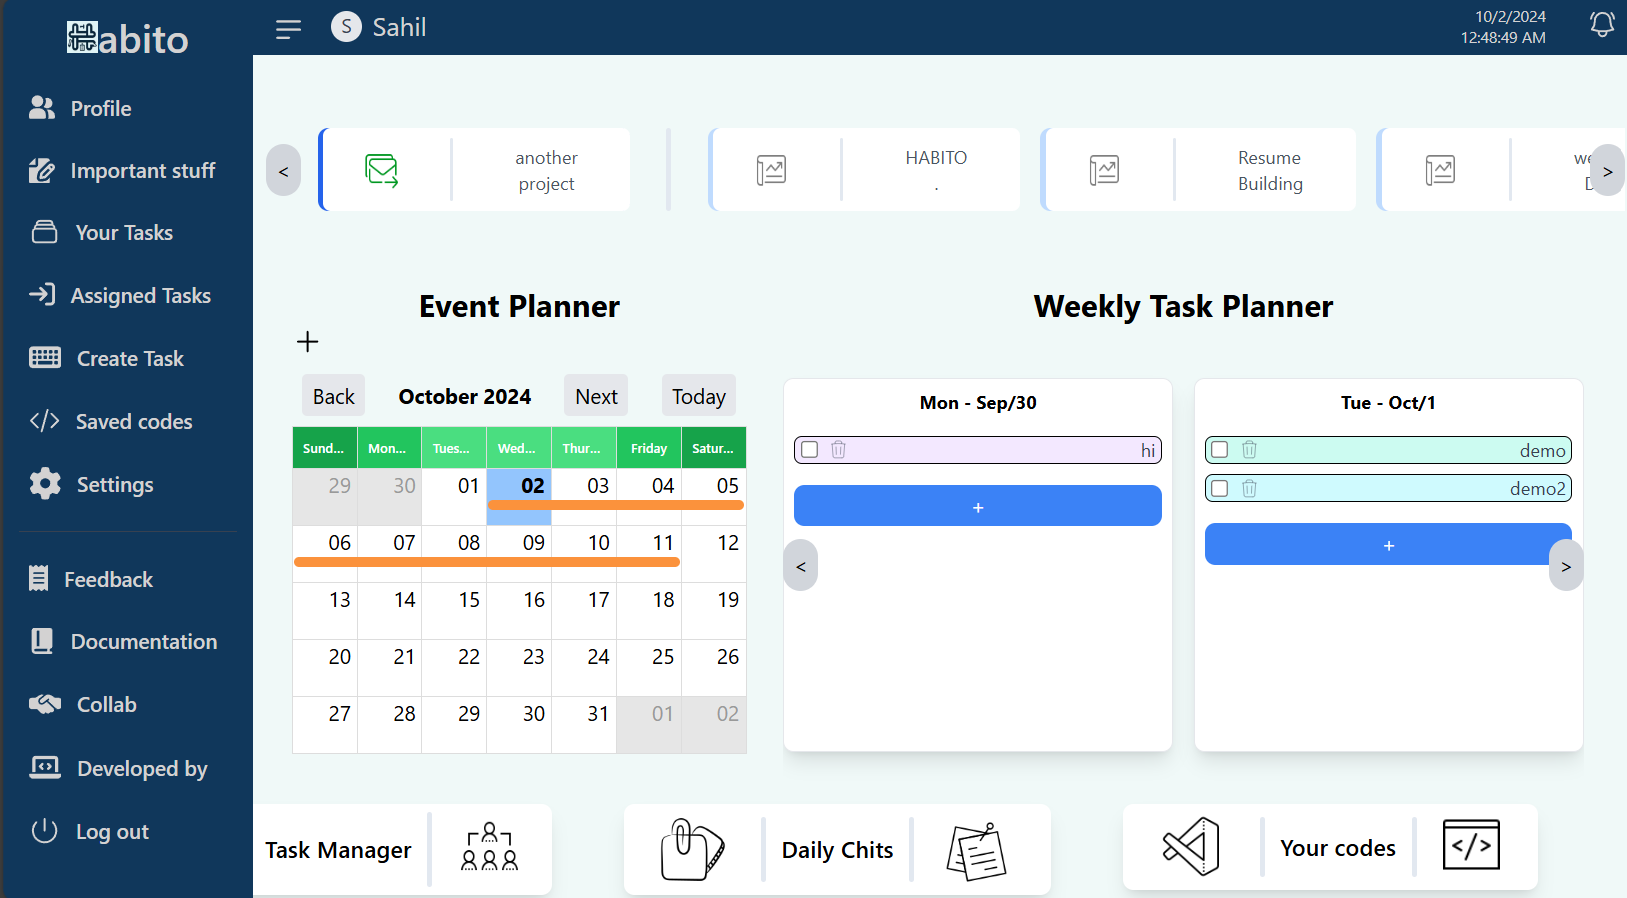 abito
Profile
Important stuff
Your Tasks
Assigned Tasks
Create Task
Saved codes
Settings
Feedback
Documentation
Collab
Developed by
Log out
S Sahil
10/2/2024
12:48:49 AM
<
another
project
HABITO
.
Resume
Building
we
D
>
Event Planner
+
Back October 2024 Next Today
Sund... Mon... Tues... Wed... Thur... Friday Satur...
29 30 01 02 03 04 05
06 07 08 09 10 11 12
13 14 15 16 17 18 19
20 21 22 23 24 25 26
27 28 29 30 31 01 02
Weekly Task Planner
Mon - Sep/30
hi
+
<
Tue - Oct/1
demo
demo2
+
>
Task Manager
Daily Chits
Your codes
</>